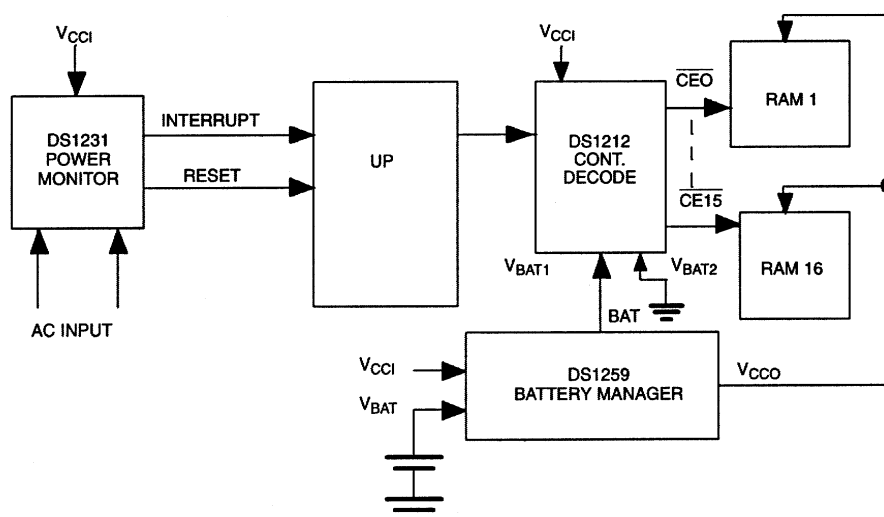 VCCI
DS1231
POWER
MONITOR
INTERRUPT
RESET
AC INPUT
UP
VCCI
DS1212
CONT.
DECODE
CEO
CE15
RAM 1
RAM 16
VBAT1
VBAT2
BAT
VCCI
VBAT
DS1259
BATTERY MANAGER
VCCO